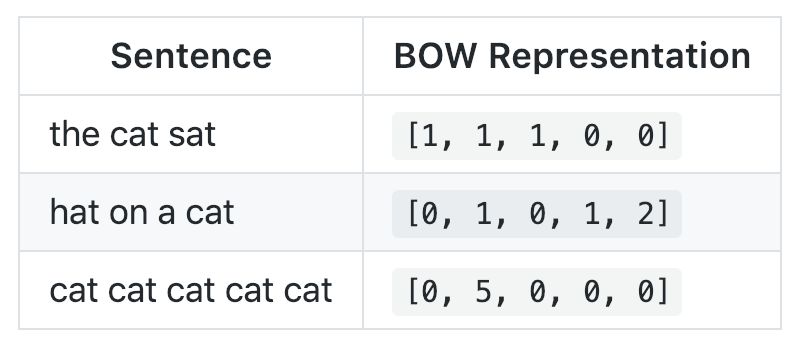 Sentence BOW Representation
the cat sat [1, 1, 1, 0, 0]
hat on a cat [0, 1, 0, 1, 2]
cat cat cat cat cat [0, 5, 0, 0, 0]